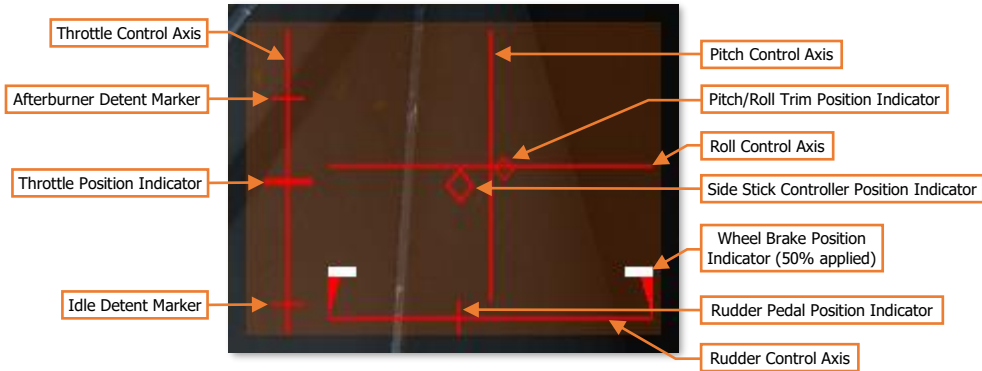 Throttle Control Axis
Afterburner Detent Marker
Throttle Position Indicator
Idle Detent Marker
Pitch Control Axis
Pitch/Roll Trim Position Indicator
Roll Control Axis
Side Stick Controller Position Indicator
Wheel Brake Position
Indicator (50% applied)
Rudder Pedal Position Indicator
Rudder Control Axis